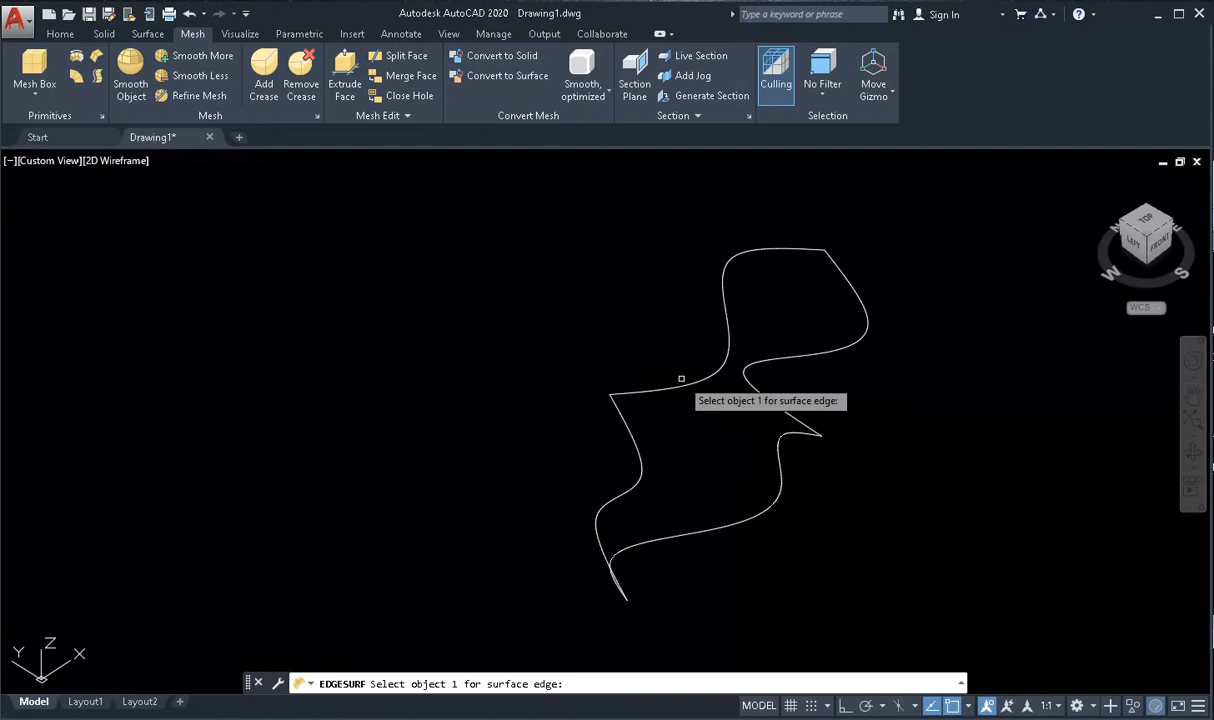 Autodesk AutoCAD 2020 Drawing1.dwg
Type a keyword or phrase
Sign In
Home Solid Surface Mesh Visualize Parametric Insert Annotate View Manage Output Collaborate
Mesh Box
Smooth Object
Smooth More
Smooth Less
Refine Mesh
Add Crease
Remove Crease
Extrude Face
Split Face
Merge Face
Close Hole
Convert to Solid
Convert to Surface
Smooth, optimized
Section Plane
Live Section
Add Jog
Generate Section
Culling
No Filter
Move Gizmo
Primitives Mesh Mesh Edit Convert Mesh Section Selection
Start Drawing1*
[−][Custom View][2D Wireframe]
TOP
LEFT FRONT
N E
W S
WCS
Select object 1 for surface edge:
Y Z X
EDGESURF Select object 1 for surface edge:
Model Layout1 Layout2 +
MODEL 1:1